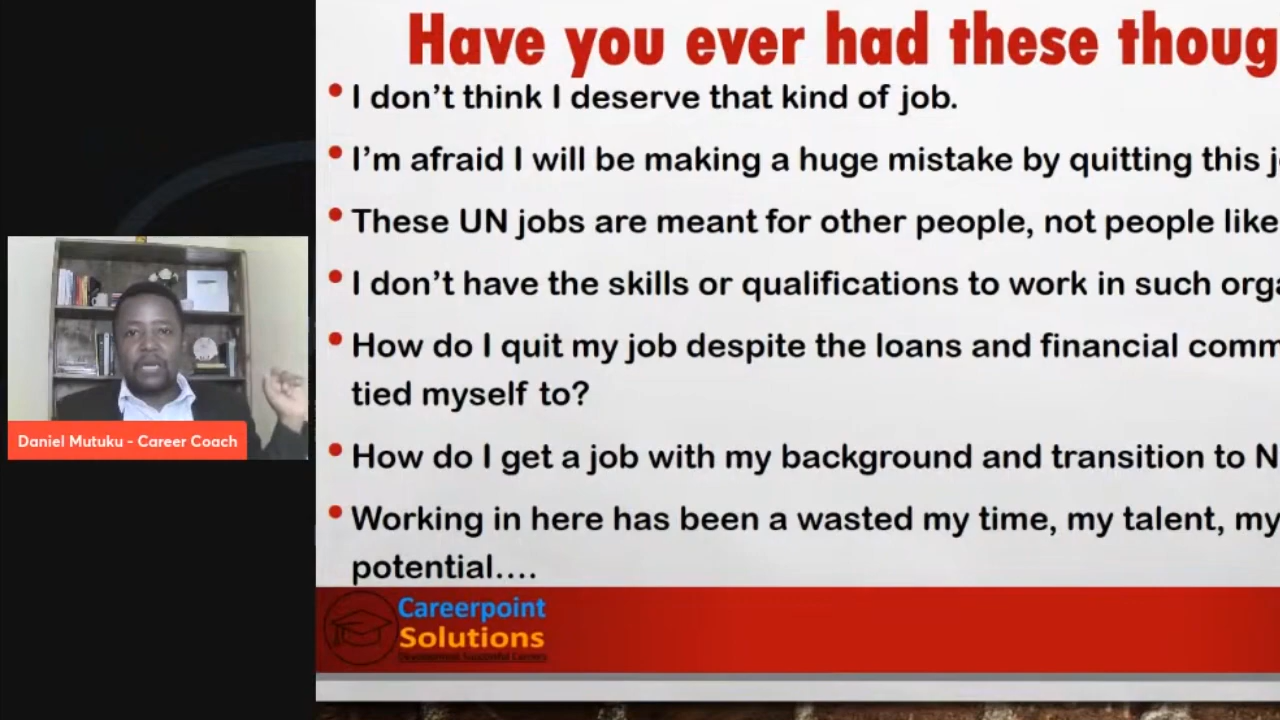 Have you ever had these thoug
• I don't think I deserve that kind of job.
• I'm afraid I will be making a huge mistake by quitting this j
• These UN jobs are meant for other people, not people like
• I don't have the skills or qualifications to work in such orga
• How do I quit my job despite the loans and financial comm
tied myself to?
• How do I get a job with my background and transition to N
• Working in here has been a wasted my time, my talent, my
potential....
Daniel Mutuku - Career Coach
Careerpoint
Solutions